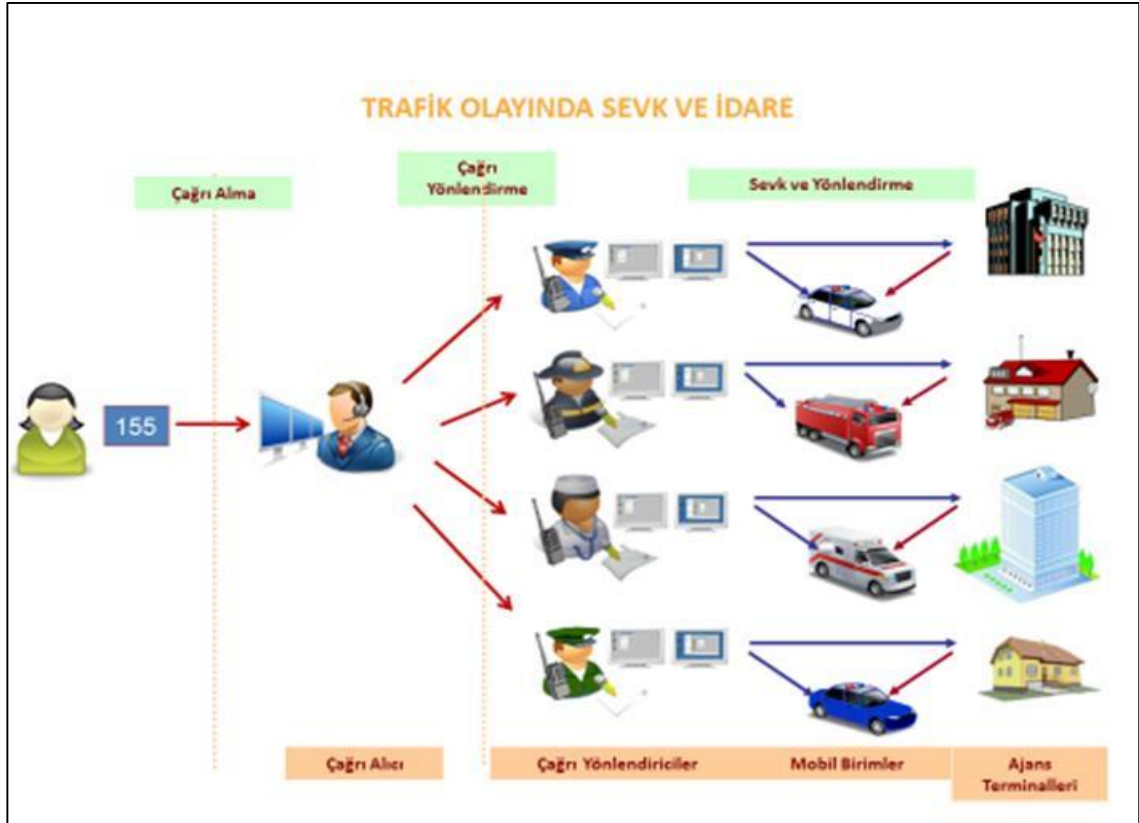 TRAFİK OLAYINDA SEVK VE İDARE
Çağrı Alma
Çağrı
Yönlendirme
Sevk ve Yönlendirme
155
Çağrı Alıcı
Çağrı Yönlendiriciler
Mobil Birimler
Ajans
Terminalleri